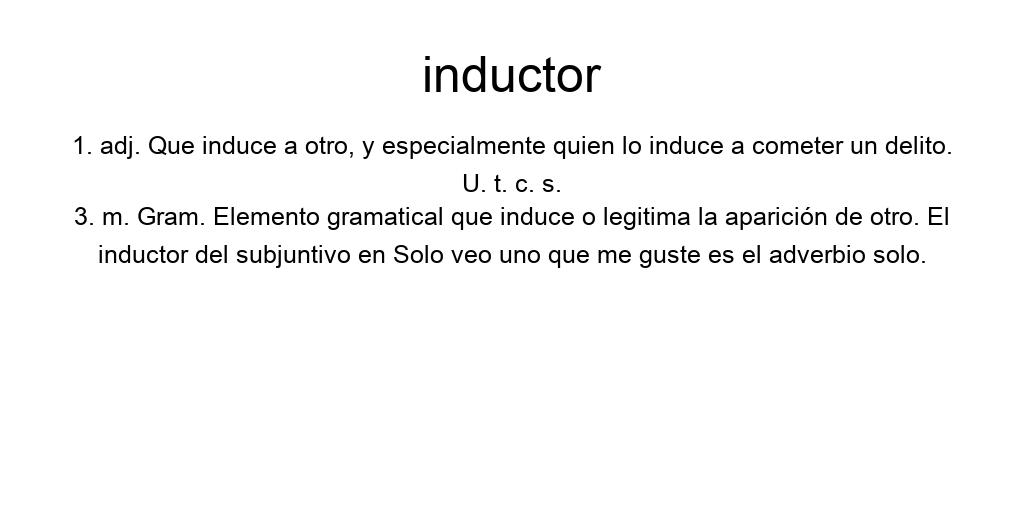 inductor
1. adj. Que induce a otro, y especialmente quien lo induce a cometer un delito.
U. t. c. s.
3. m. Gram. Elemento gramatical que induce o legitima la aparición de otro. El
inductor del subjuntivo en Solo veo uno que me guste es el adverbio solo.